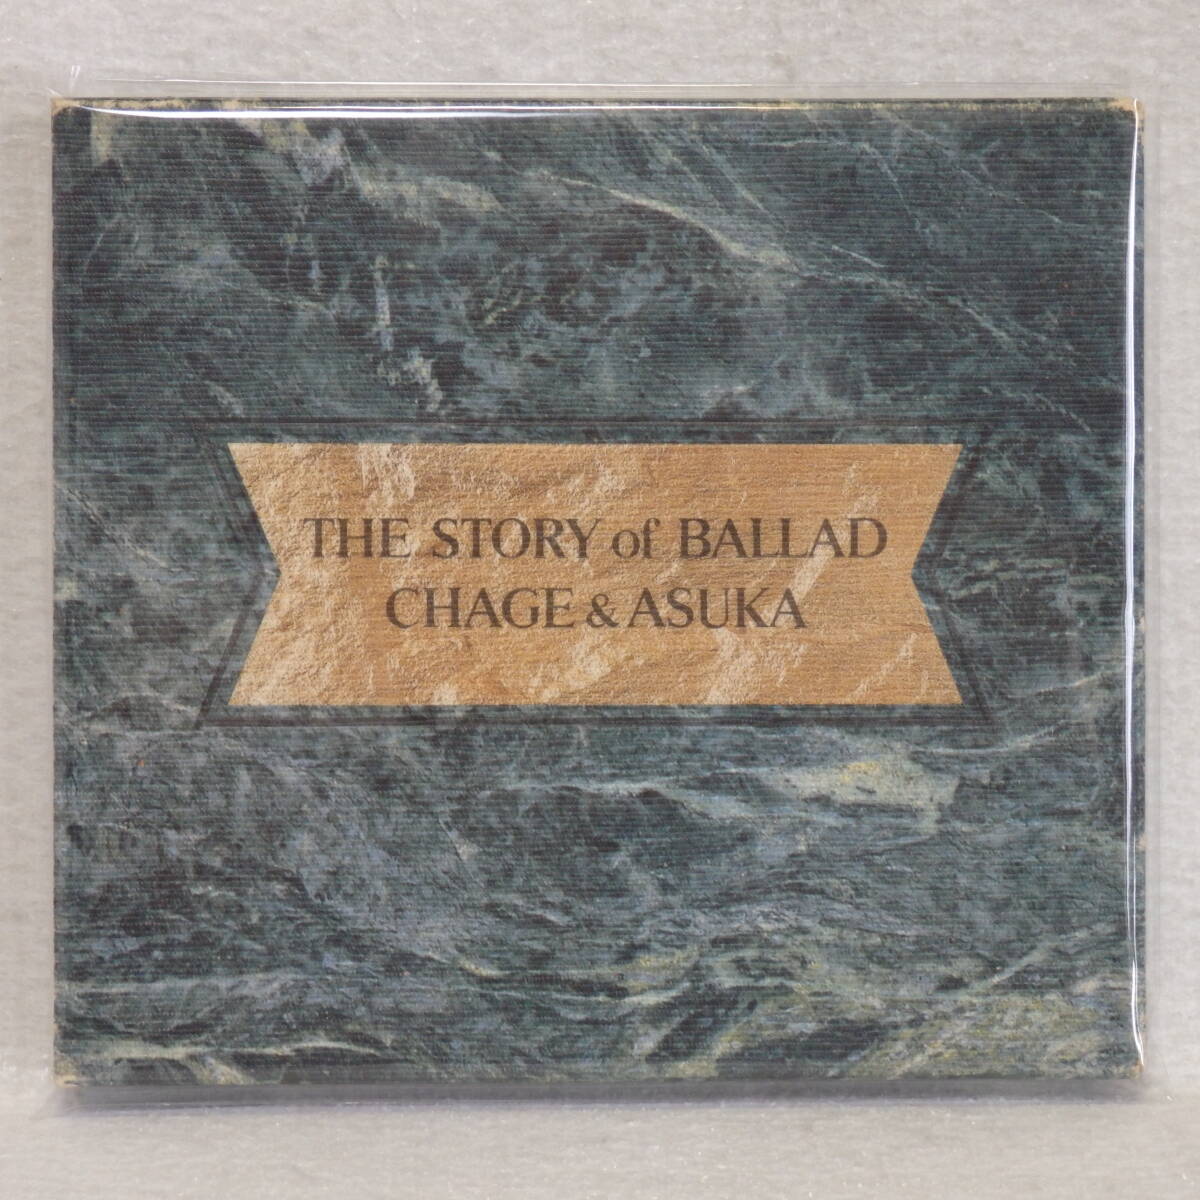 THE STORY of BALLAD
CHAGE & ASUKA